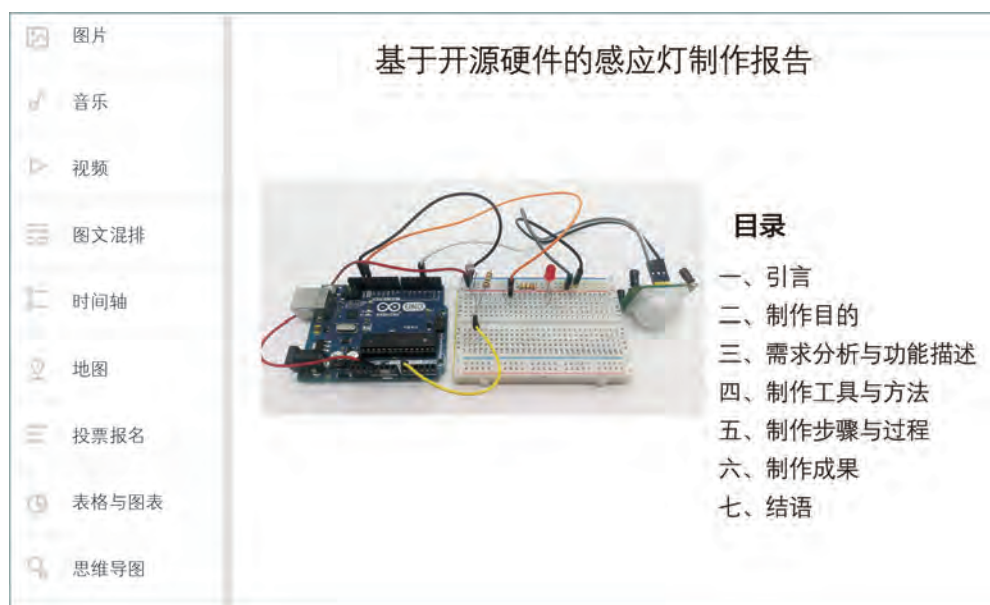 图片
音乐
视频
图文混排
时间轴
地图
投票报名
表格与图表
思维导图
基于开源硬件的感应灯制作报告
UNO
目录
一、引言
二、制作目的
三、需求分析与功能描述
四、制作工具与方法
五、制作步骤与过程
六、制作成果
七、结语